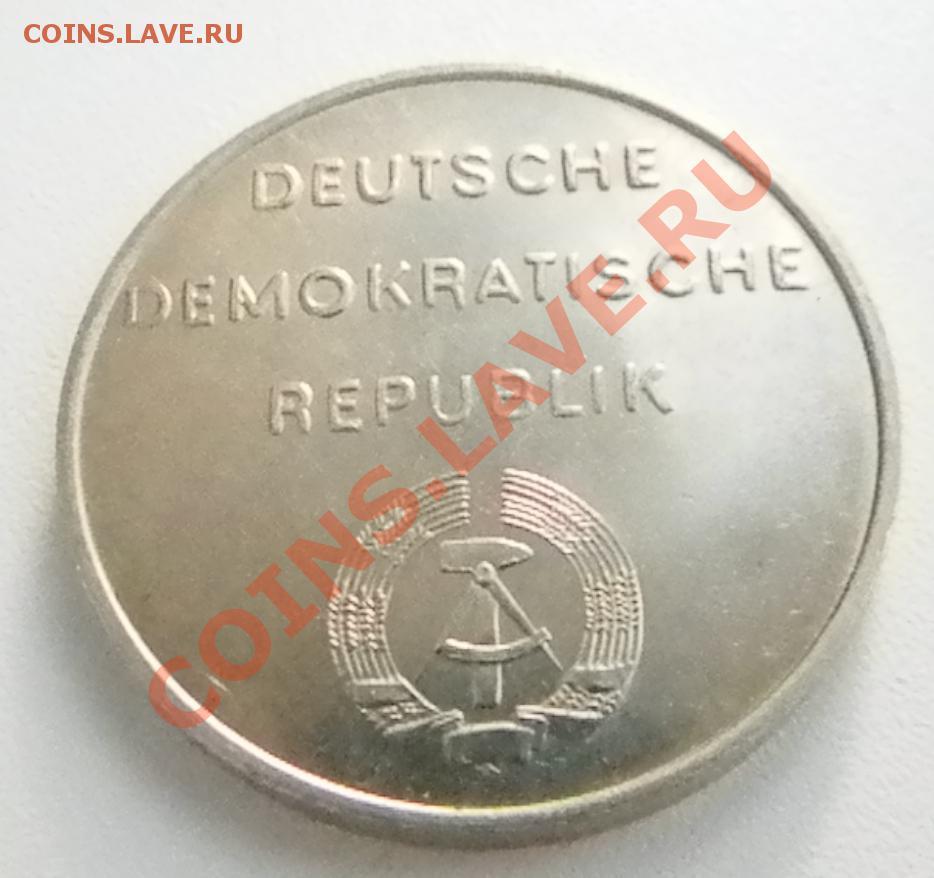 COINS.LAVE.RU
DEUTSCHE
DEMOKRATISCHE
REPUBLIK
COINS.LAVE.RU